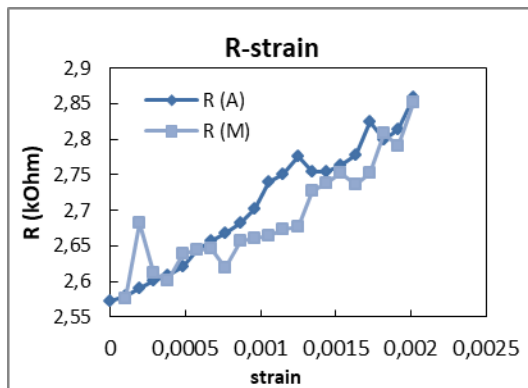 R-strain
2,9
2,85
2,8
2,75
2,7
2,65
2,6
2,55
R (kOhm)
R (A)
R (M)
0 0,0005 0,001 0,0015 0,002 0,0025
strain